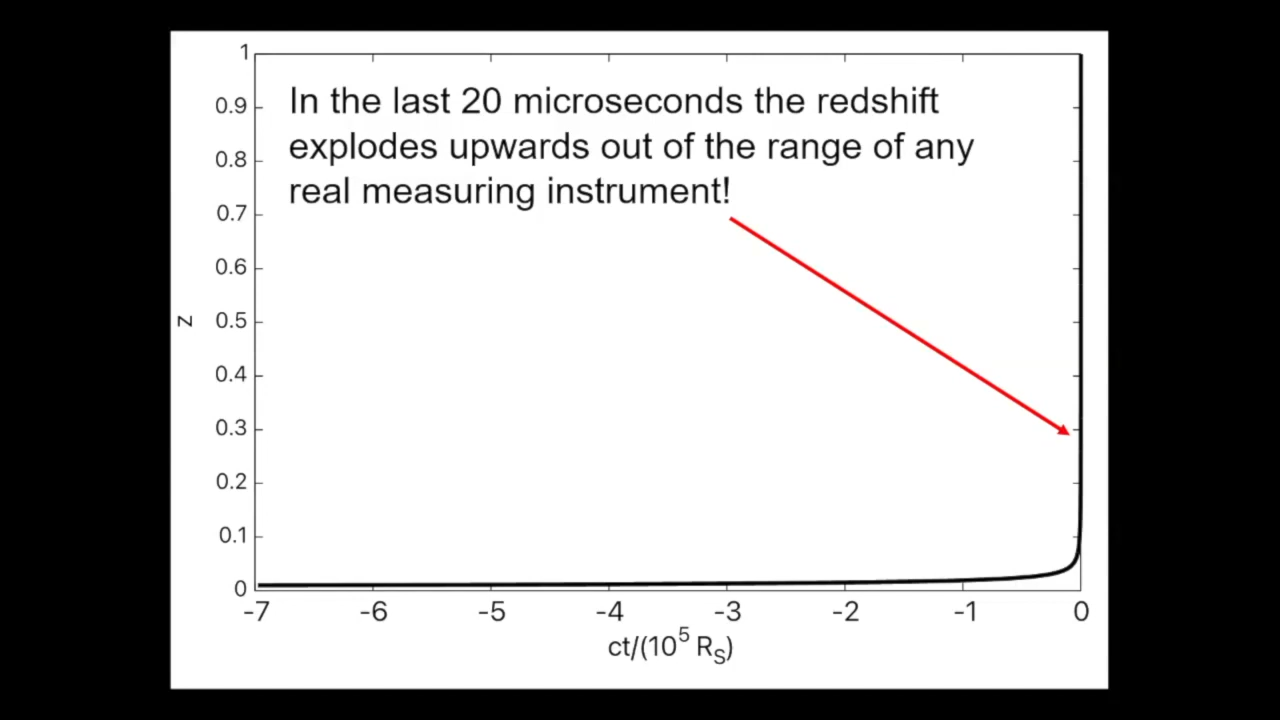 In the last 20 microseconds the redshift
explodes upwards out of the range of any
real measuring instrument!
1
0.9
0.8
0.7
0.6
0.5
0.4
0.3
0.2
0.1
0
z
-7 -6 -5 -4 -3 -2 -1 0
ct/(10⁵ R_S)